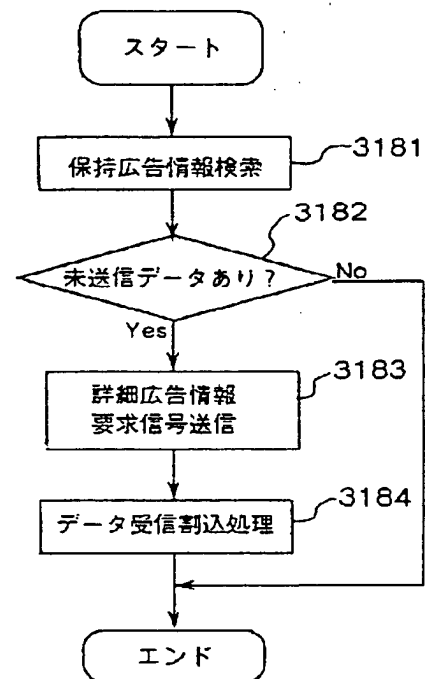 スタート
3181
保持広告情報検索
3182
未送信データあり?
No
Yes
3183
詳細広告情報
要求信号送信
3184
データ受信割込処理
エンド